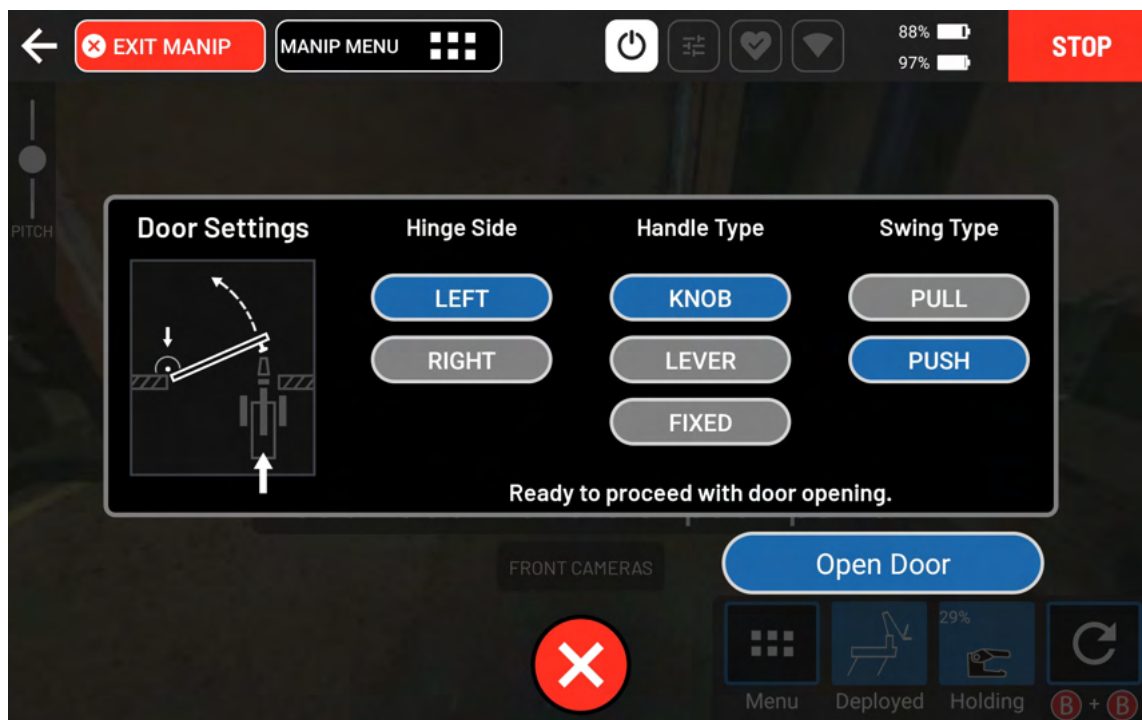 EXIT MANIP
MANIP MENU
88%
97%
STOP
PITCH
Door Settings
Hinge Side
LEFT
RIGHT
Handle Type
KNOB
LEVER
FIXED
Swing Type
PULL
PUSH
Ready to proceed with door opening.
Open Door
FRONT CAMERAS
29%
Menu
Deployed
Holding
B + B